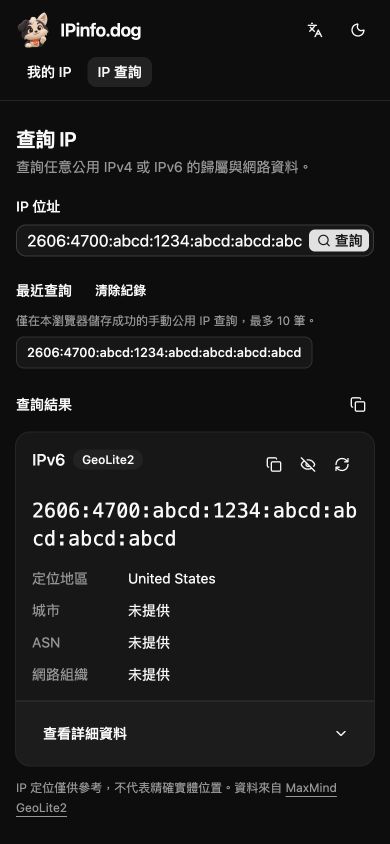 IPinfo.dog
我的 IP
IP 查詢
查詢 IP
查詢任意公用 IPv4 或 IPv6 的歸屬與網路資料。
IP 位址
2606:4700:abcd:1234:abcd:abcd:abc
查詢
最近查詢
清除紀錄
僅在本瀏覽器儲存成功的手動公用 IP 查詢，最多 10 筆。
2606:4700:abcd:1234:abcd:abcd:abcd:abcd
查詢結果
IPv6
GeoLite2
2606:4700:abcd:1234:abcd:ab
cd:abcd:abcd
定位地區
United States
城市
未提供
ASN
未提供
網路組織
未提供
查看詳細資料
IP 定位僅供參考，不代表精確實體位置。資料來自 MaxMind
GeoLite2